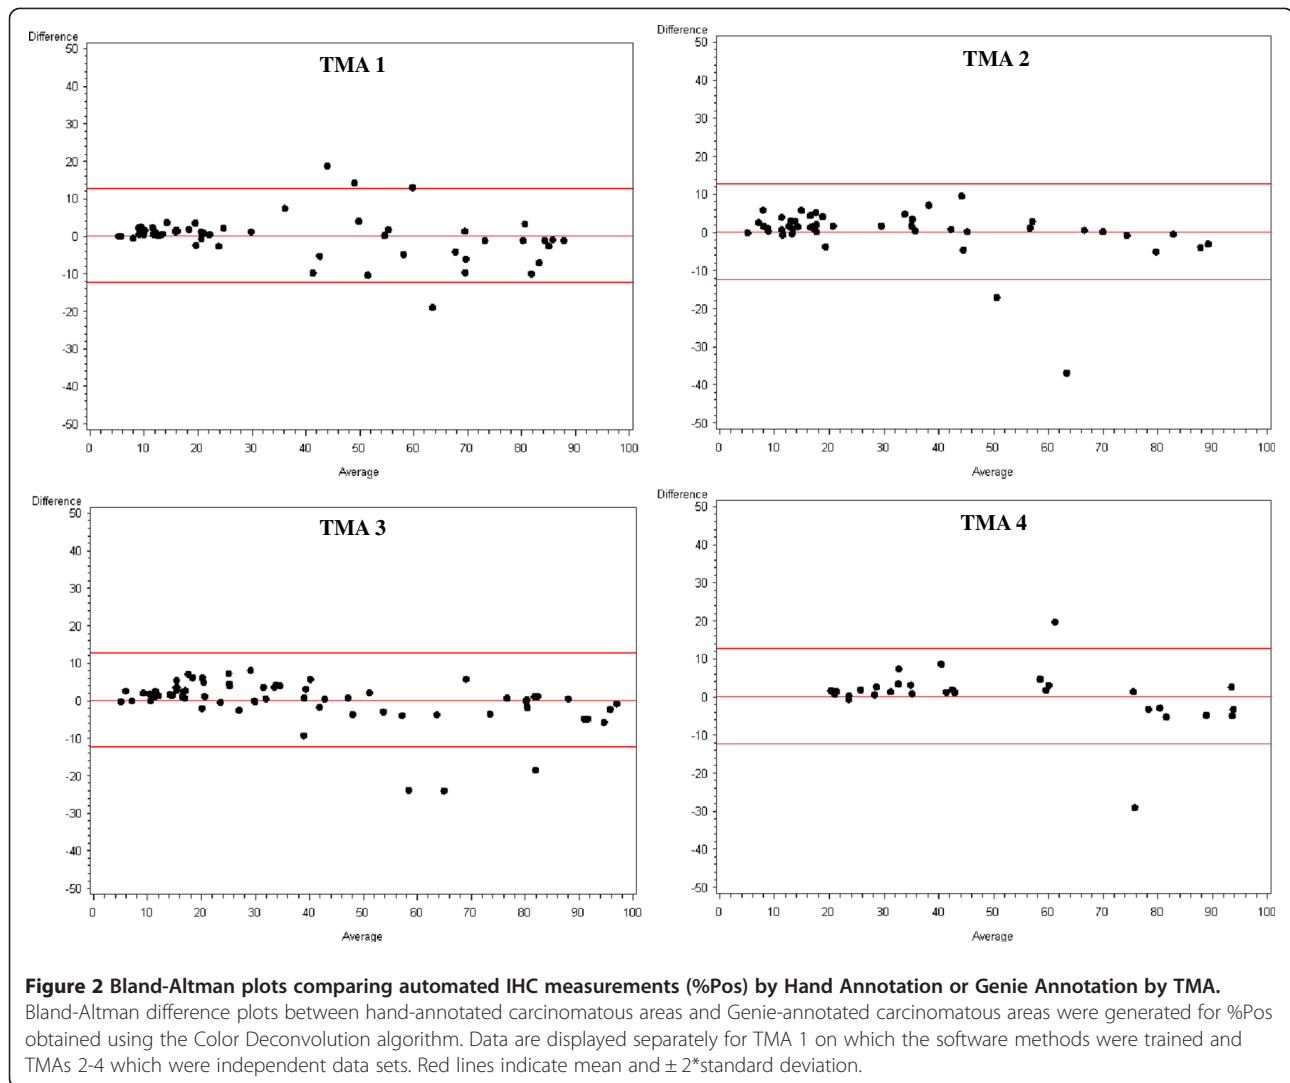 Difference
TMA 1
50
40
30
20
10
0
-10
-20
-30
-40
-50
0 10 20 30 40 50 60 70 80 90 100
Average
Difference
TMA 2
50
40
30
20
10
0
-10
-20
-30
-40
-50
0 10 20 30 40 50 60 70 80 90 100
Average
Difference
TMA 3
50
40
30
20
10
0
-10
-20
-30
-40
-50
0 10 20 30 40 50 60 70 80 90 100
Average
Difference
TMA 4
50
40
30
20
10
0
-10
-20
-30
-40
-50
0 10 20 30 40 50 60 70 80 90 100
Average
Figure 2 Bland-Altman plots comparing automated IHC measurements (%Pos) by Hand Annotation or Genie Annotation by TMA.
Bland-Altman difference plots between hand-annotated carcinomatous areas and Genie-annotated carcinomatous areas were generated for %Pos
obtained using the Color Deconvolution algorithm. Data are displayed separately for TMA 1 on which the software methods were trained and
TMAs 2-4 which were independent data sets. Red lines indicate mean and ± 2*standard deviation.